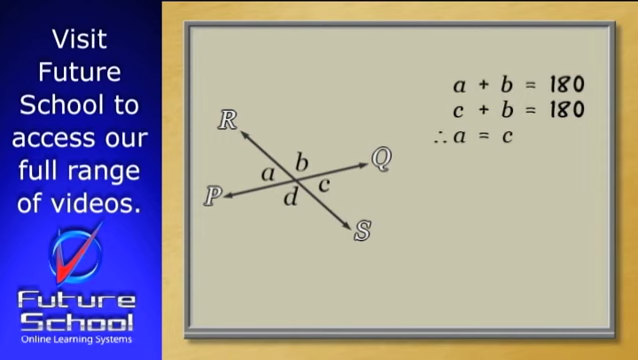 Visit
Future
School to
access our
full range
of videos.
Future
School
Online Learning Systems
a + b = 180
c + b = 180
∴ a = c
R
b
Q
a
c
P
d
S